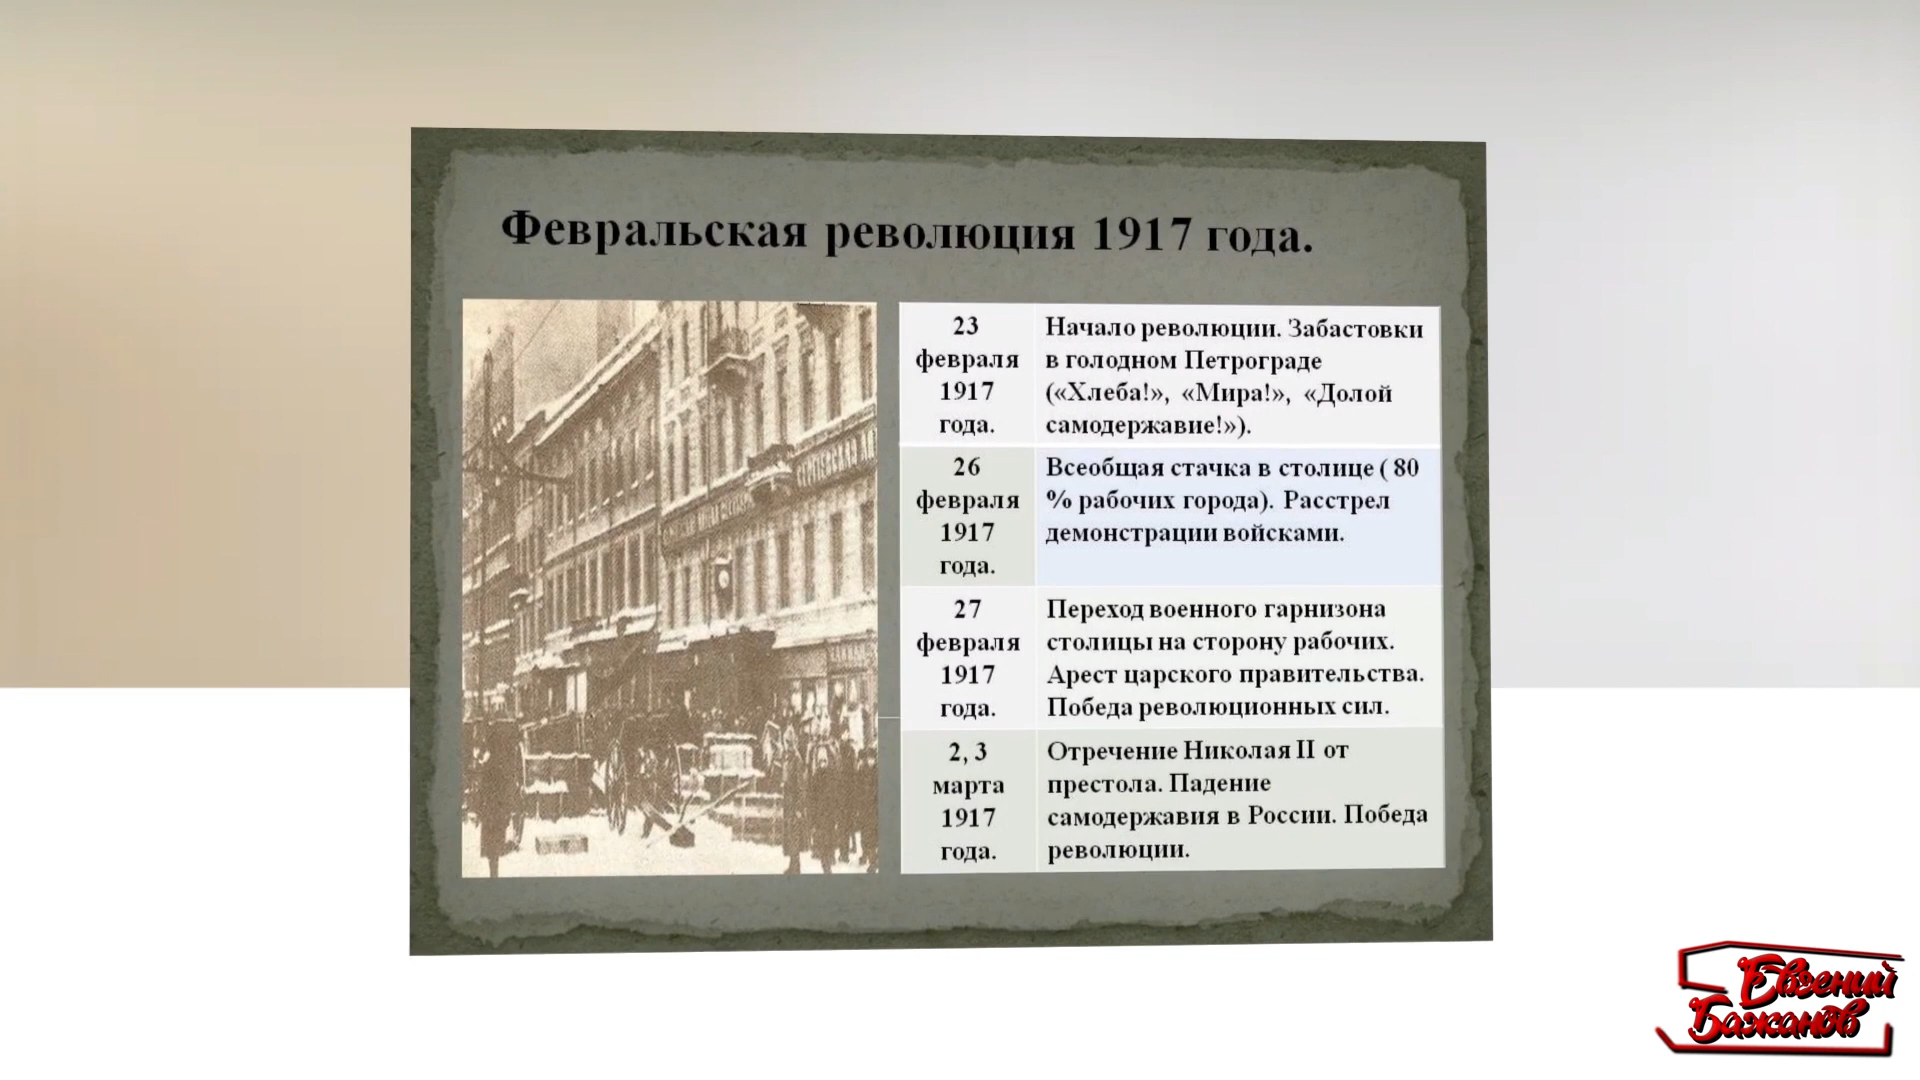 Февральская революция 1917 года.
23
февраля
1917
года.
Начало революции. Забастовки
в голодном Петрограде
(«Хлеба!», «Мира!», «Долой
самодержавие!»).
26
февраля
1917
года.
Всеобщая стачка в столице ( 80
% рабочих города). Расстрел
демонстрации войсками.
27
февраля
1917
года.
Переход военного гарнизона
столицы на сторону рабочих.
Арест царского правительства.
Победа революционных сил.
2, 3
марта
1917
года.
Отречение Николая II от
престола. Падение
самодержавия в России. Победа
революции.
Евгений
Бажанов